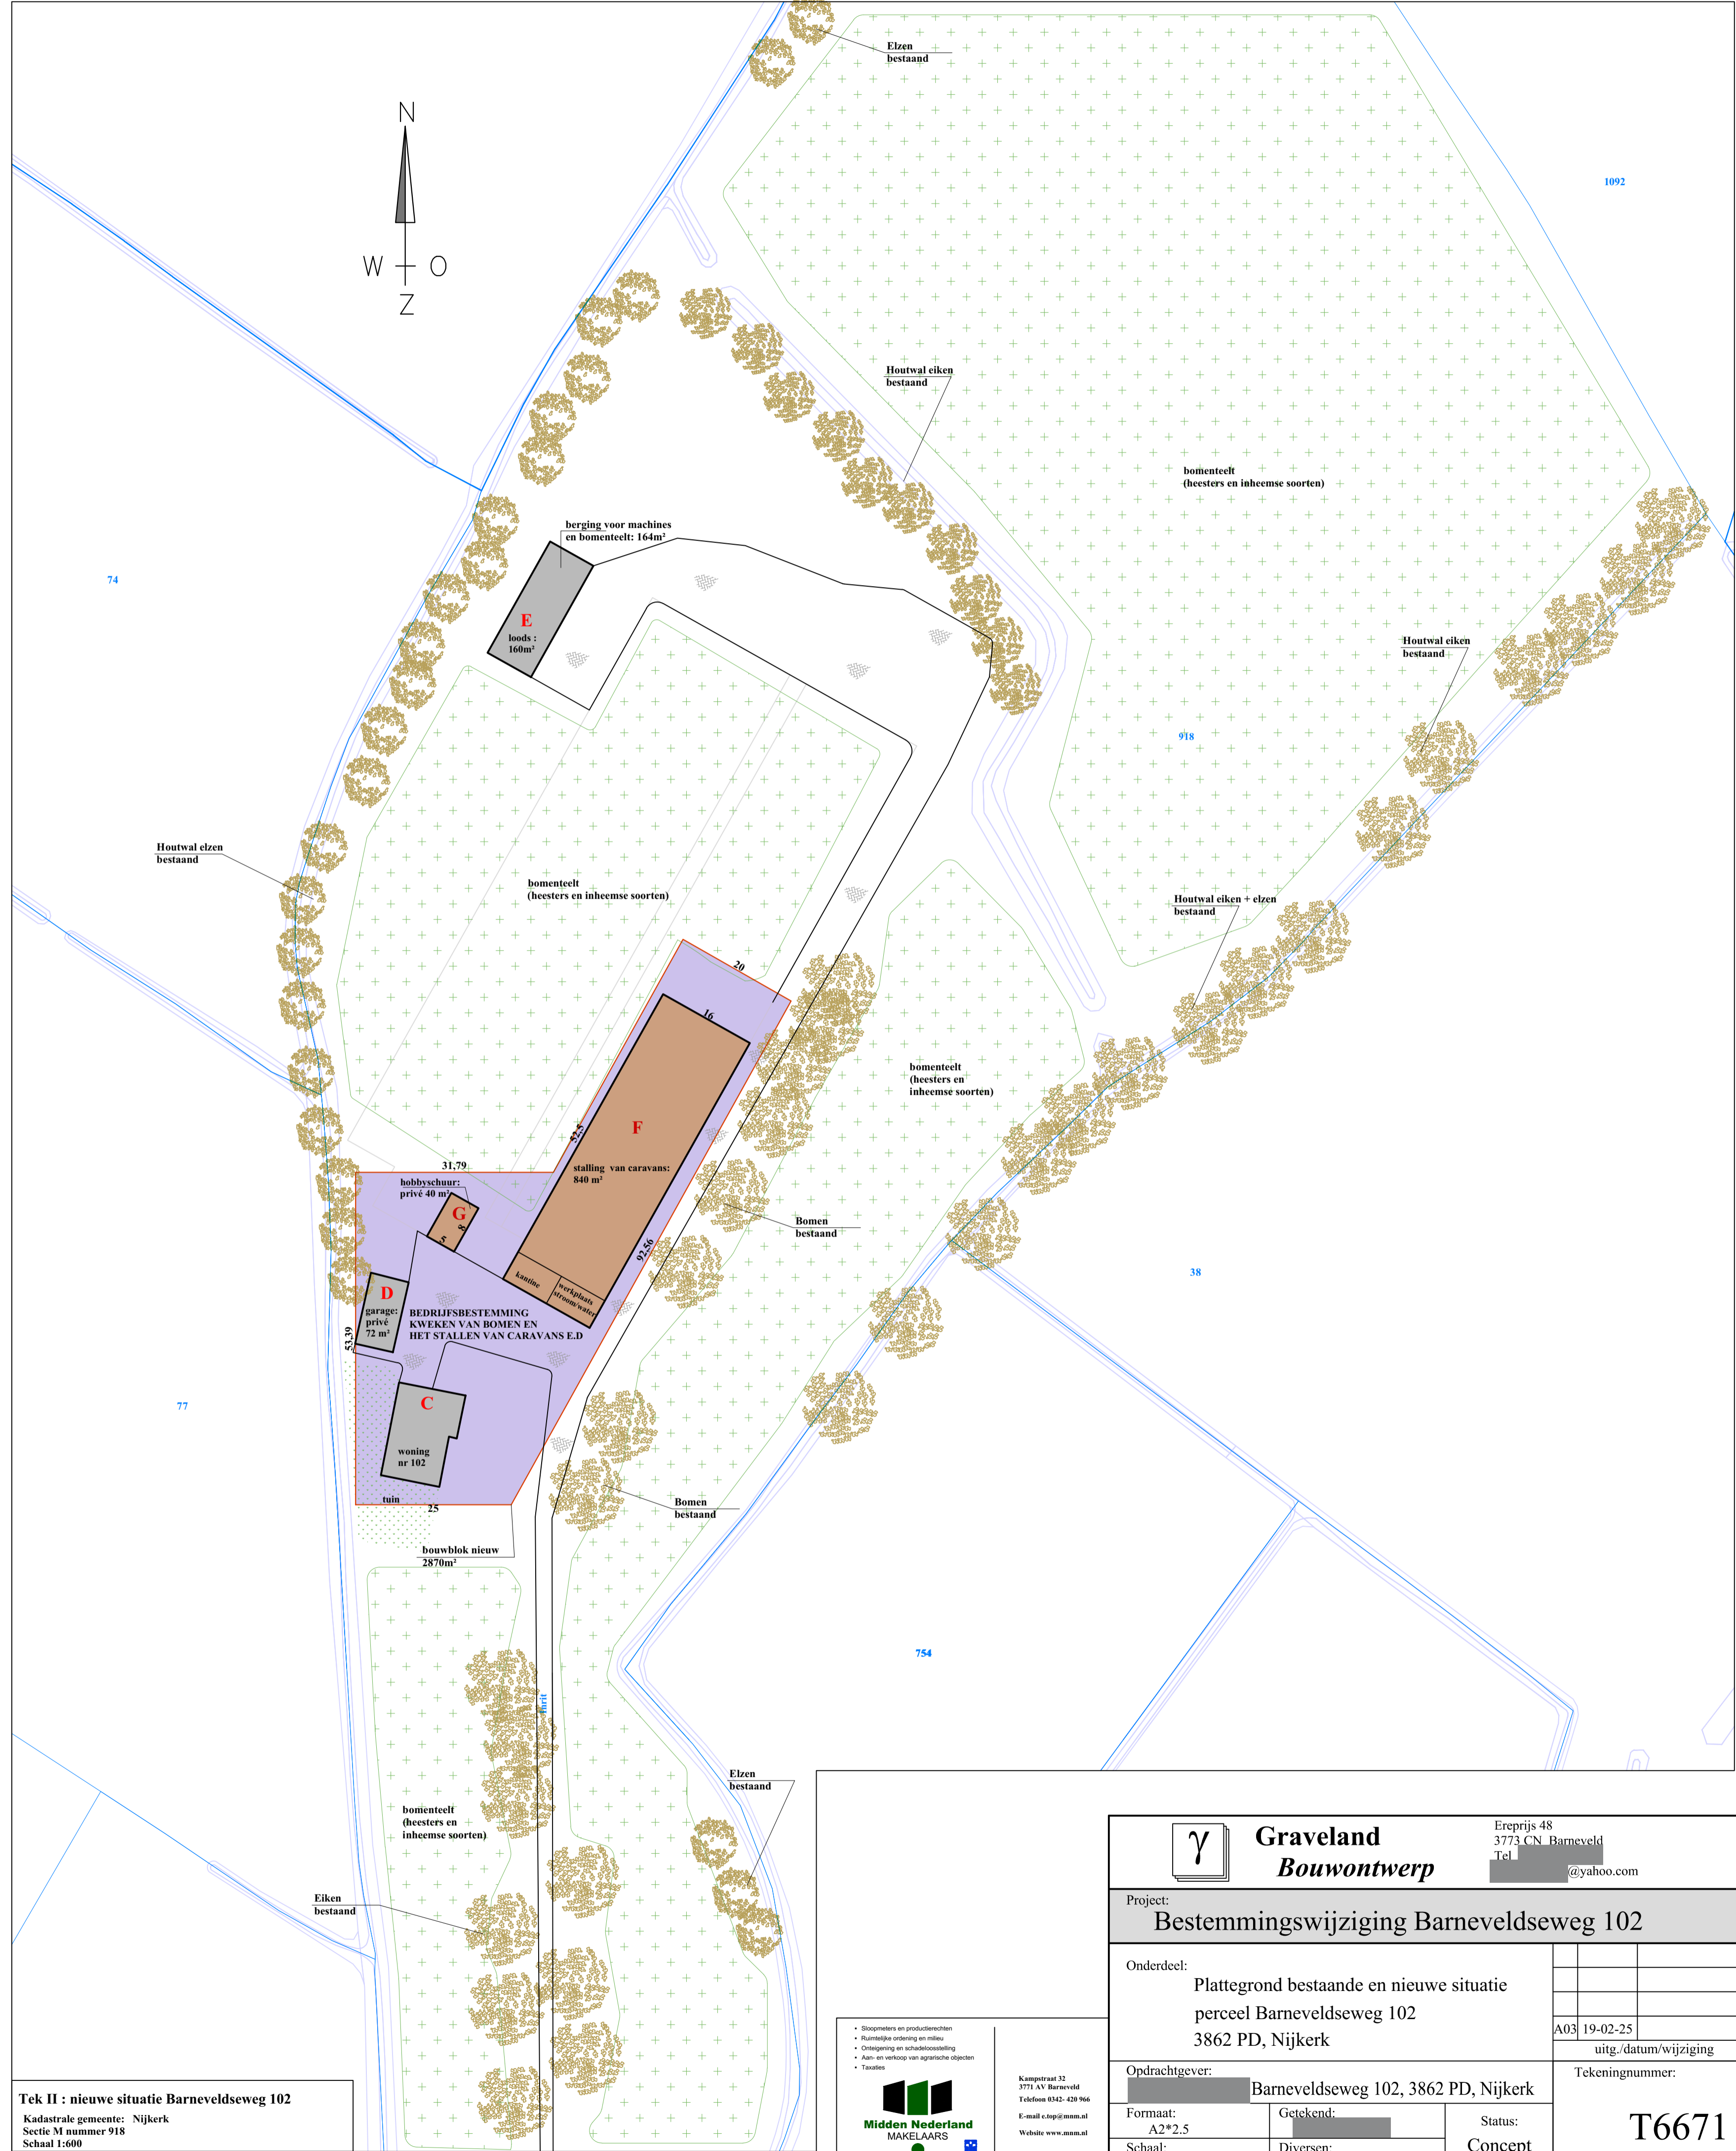 Elzen
bestaand
N
W O
Z
1092
Houtwal eiken
bestaand
bomenteelt
(heesters en inheemse soorten)
berging voor machines
en bomenteelt: 164m²
74
E
loods :
160m²
Houtwal eiken
bestaand
918
Houtwal elzen
bestaand
bomenteelt
(heesters en inheemse soorten)
Houtwal eiken + elzen
bestaand
20
16
bomenteelt
(heesters en
inheemse soorten)
F
52,5
stalling van caravans:
840 m²
31,79
hobbyschuur:
privé 40 m²
G
8
5
Bomen
bestaand
92,56
kantine
werkplaats
stroom/water
38
D
garage:
privé
72 m²
BEDRIJFSBESTEMMING
KWEKEN VAN BOMEN EN
HET STALLEN VAN CARAVANS E.D
53,39
77
C
woning
nr 102
tuin
25
Bomen
bestaand
bouwblok nieuw
2870m²
754
inrit
Elzen
bestaand
bomenteelt
(heesters en
inheemse soorten)
Eiken
bestaand
γ
Graveland
Bouwontwerp
Ereprijs 48
3773 CN Barneveld
Tel
@yahoo.com
Project:
Bestemmingswijziging Barneveldseweg 102
Onderdeel:
Plattegrond bestaande en nieuwe situatie
perceel Barneveldseweg 102
3862 PD, Nijkerk
A03 19-02-25
uitg./datum/wijziging
Opdrachtgever:
Barneveldseweg 102, 3862 PD, Nijkerk
Tekeningnummer:
T6671
Formaat:
A2*2.5
Getekend:
Status:
Concept
Schaal:
Diversen:
• Sloopmeters en productierechten
• Ruimtelijke ordening en milieu
• Onteigening en schadeloosstelling
• Aan- en verkoop van agrarische objecten
• Taxaties
Midden Nederland
MAKELAARS
Kampstraat 32
3771 AV Barneveld
Telefoon 0342- 420 966
E-mail e.top@mnm.nl
Website www.mnm.nl
Tek II : nieuwe situatie Barneveldseweg 102
Kadastrale gemeente: Nijkerk
Sectie M nummer 918
Schaal 1:600